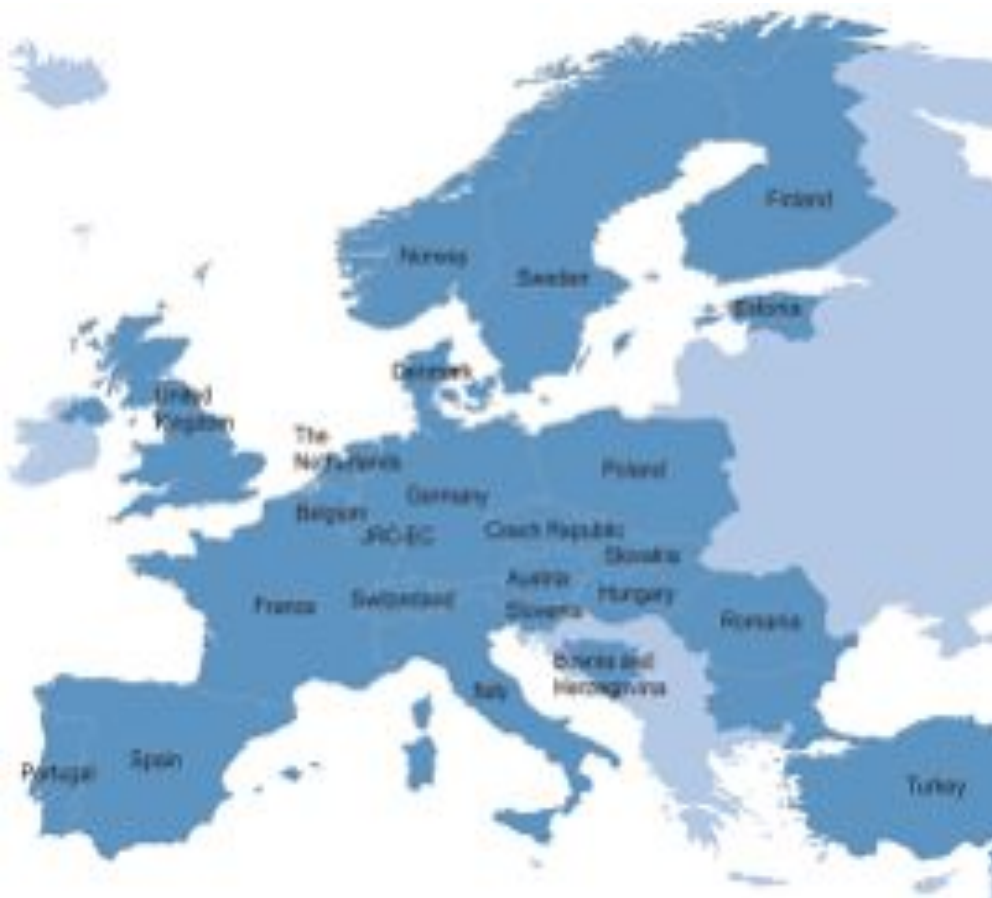 Finland
Norway
Sweden
Estonia
Denmark
United
Kingdom
The
Netherlands
Poland
Germany
Belgium
Czech Republic
JRC-EC
Slovakia
Austria
Hungary
Switzerland
France
Slovenia
Romania
Bosnia and
Herzegivina
Italy
Spain
Portugal
Turkey